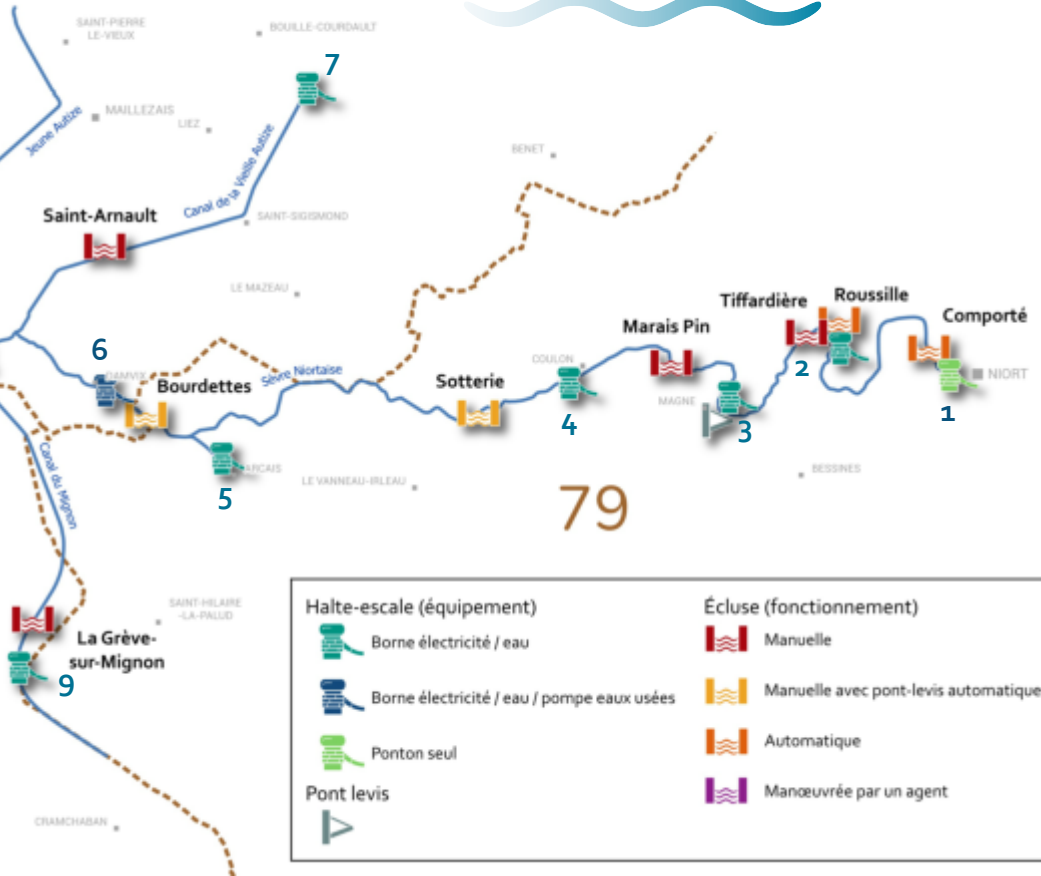 SAINT-PIERRE
LE-VIEUX
BOUILLE-COURDAULT
7
MAILLEZAIS
LIEZ
Jeune Autize
Canal de la Vieille Autize
BENET
Saint-Arnault
SAINT-SIGISMOND
LE MAZEAU
Tiffardière
Roussille
Comporté
Marais Pin
6
DAMVIX
Bourdettes
Sèvre Niortaise
Sotterie
COULON
2
NIORT
MAGNE
1
4
3
Canal du Mignon
ARCAIS
5
LE VANNEAU-IRLEAU
BESSINES
79
SAINT-HILAIRE
-LA-PALUD
La Grève-
sur-Mignon
9
CRAMCHABAN
Halte-escale (équipement)
Borne électricité / eau
Borne électricité / eau / pompe eaux usées
Ponton seul
Pont levis
Écluse (fonctionnement)
Manuelle
Manuelle avec pont-levis automatique
Automatique
Manœuvrée par un agent